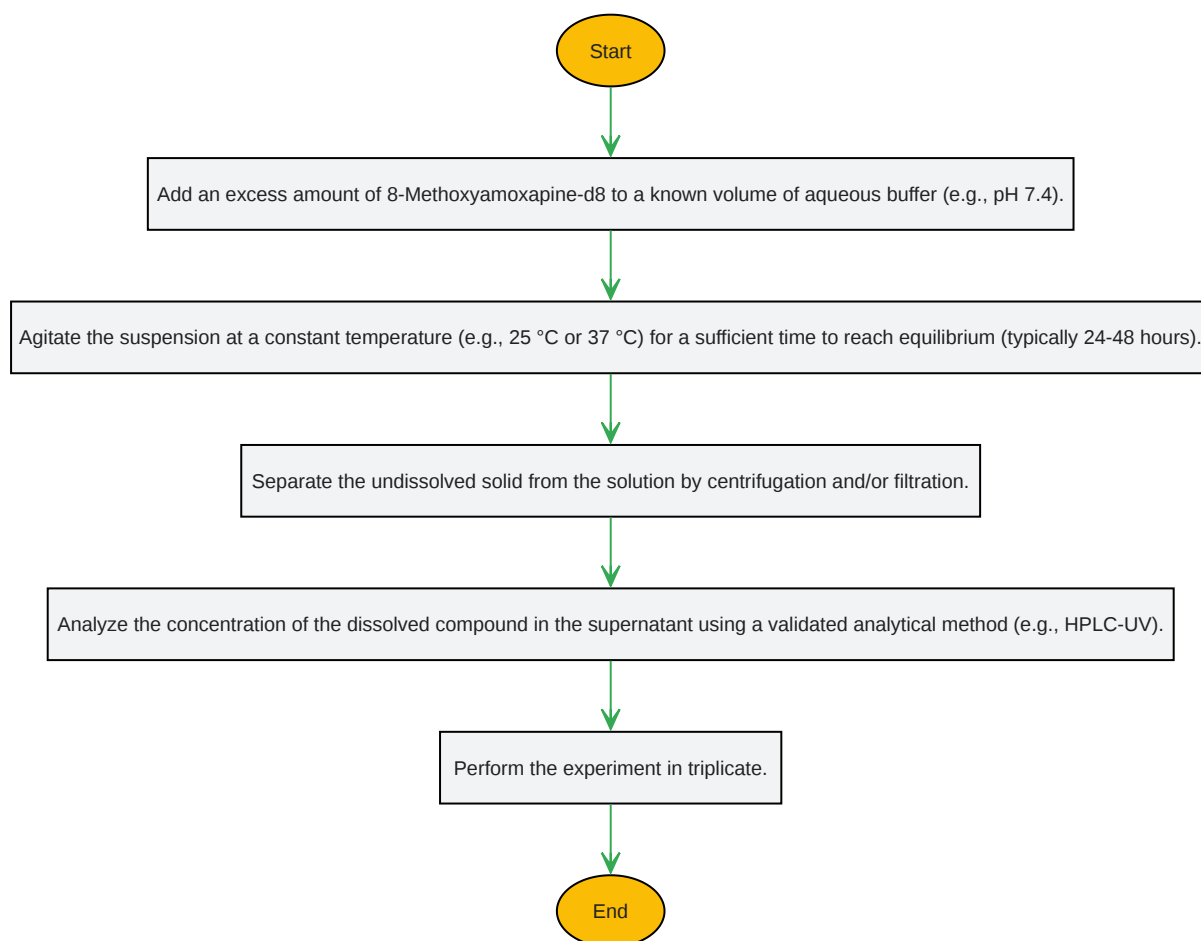 Start
Add an excess amount of 8-Methoxyamoxapine-d8 to a known volume of aqueous buffer (e.g., pH 7.4).
Agitate the suspension at a constant temperature (e.g., 25 °C or 37 °C) for a sufficient time to reach equilibrium (typically 24-48 hours).
Separate the undissolved solid from the solution by centrifugation and/or filtration.
Analyze the concentration of the dissolved compound in the supernatant using a validated analytical method (e.g., HPLC-UV).
Perform the experiment in triplicate.
End